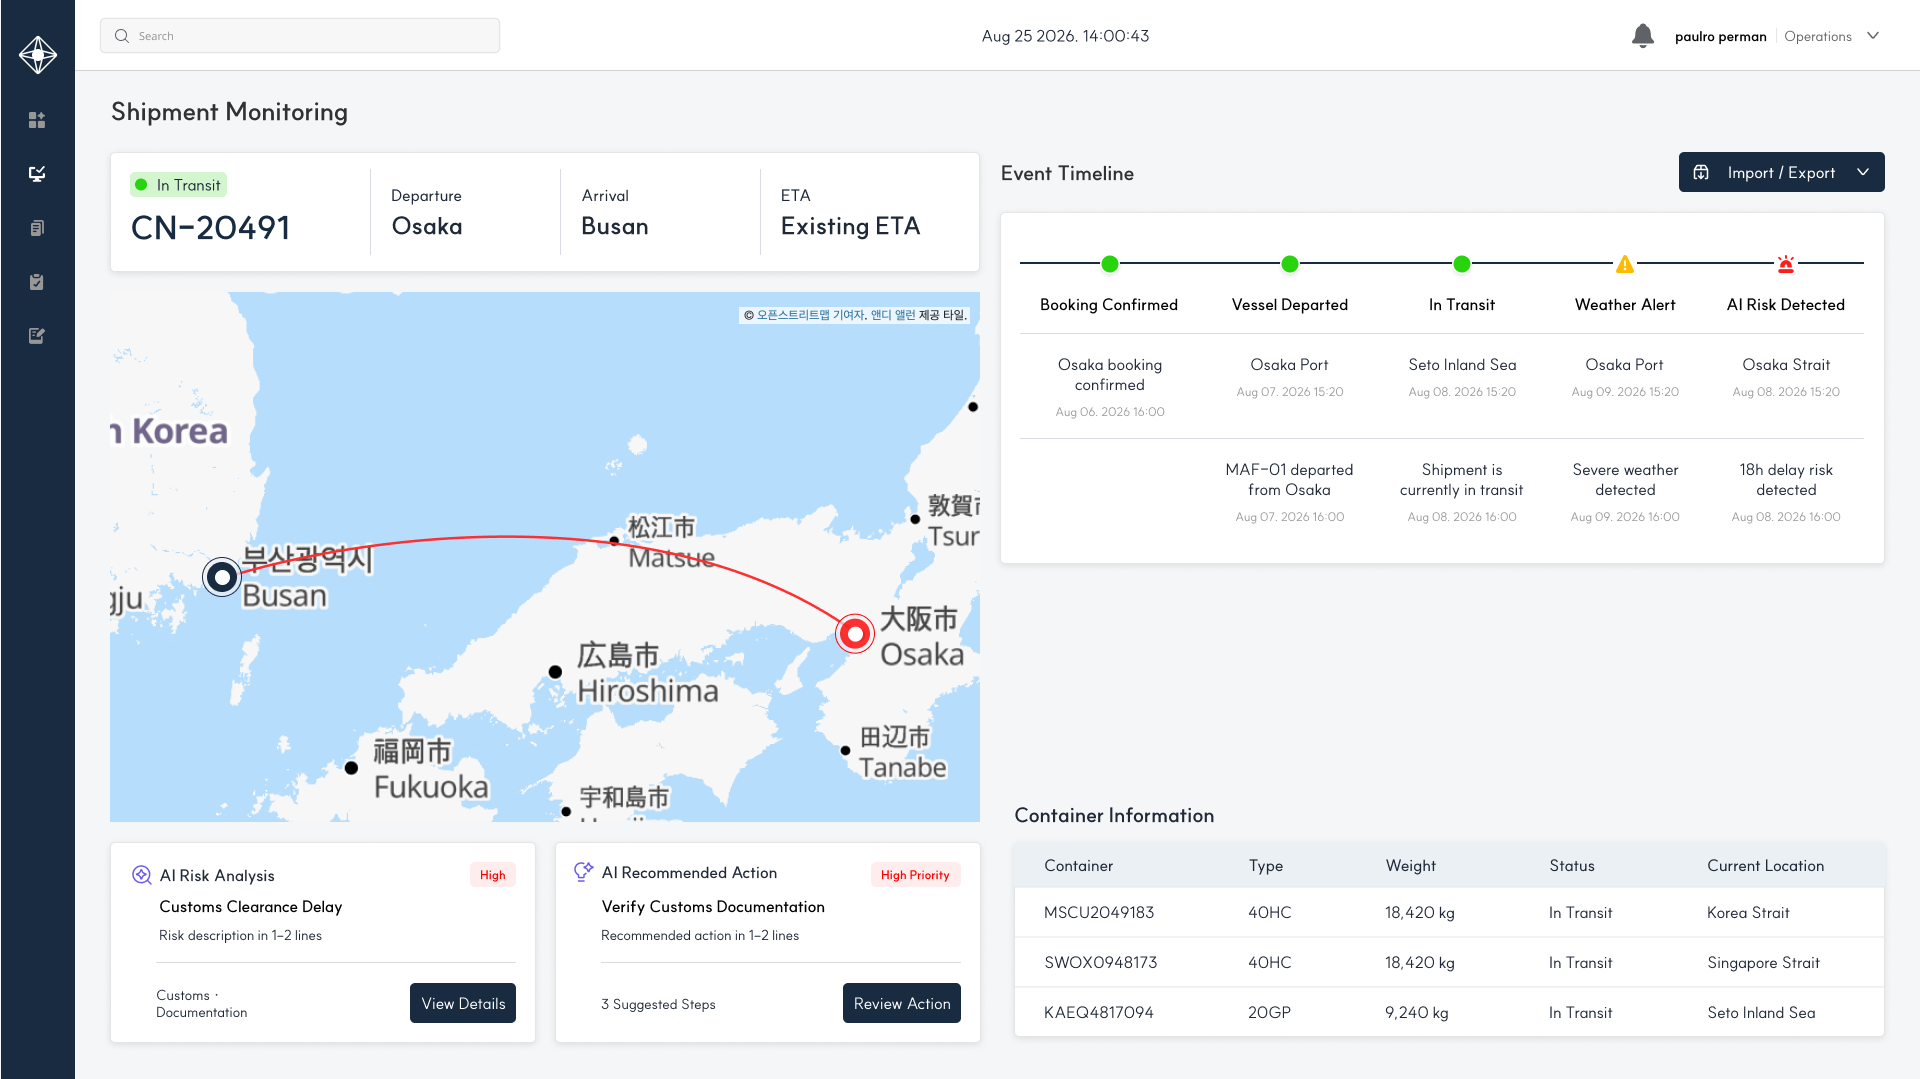 Search
Aug 25 2026. 14:00:43
paulro perman
Operations
Shipment Monitoring
In Transit
CN-20491
Departure
Osaka
Arrival
Busan
ETA
Existing ETA
© 오픈스트리트맵 기여자. 앤디 앨런 제공 타일.
h Korea
敦賀市
Tsur
松江市
Matsue
부산광역시
Busan
gju
大阪市
Osaka
広島市
Hiroshima
田辺市
Tanabe
福岡市
Fukuoka
宇和島市
AI Risk Analysis
High
Customs Clearance Delay
Risk description in 1-2 lines
Customs ·
Documentation
View Details
AI Recommended Action
High Priority
Verify Customs Documentation
Recommended action in 1-2 lines
3 Suggested Steps
Review Action
Event Timeline
Import / Export
Booking Confirmed
Vessel Departed
In Transit
Weather Alert
AI Risk Detected
Osaka booking
confirmed
Aug 06. 2026 16:00
Osaka Port
Aug 07. 2026 15:20
Seto Inland Sea
Aug 08. 2026 15:20
Osaka Port
Aug 09. 2026 15:20
Osaka Strait
Aug 08. 2026 15:20
MAF-01 departed
from Osaka
Aug 07. 2026 16:00
Shipment is
currently in transit
Aug 08. 2026 16:00
Severe weather
detected
Aug 09. 2026 16:00
18h delay risk
detected
Aug 08. 2026 16:00
Container Information
Container Type Weight Status Current Location
MSCU2049183 40HC 18,420 kg In Transit Korea Strait
SWOX0948173 40HC 18,420 kg In Transit Singapore Strait
KAEQ4817094 20GP 9,240 kg In Transit Seto Inland Sea